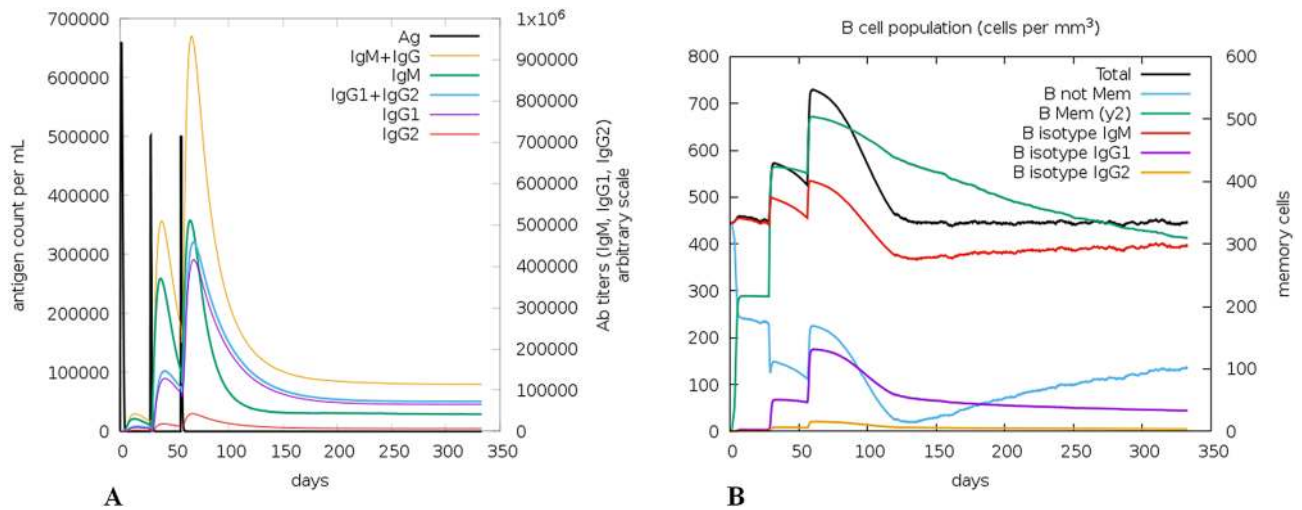 700000
600000
500000
400000
300000
200000
100000
0
antigen count per mL
Ag
IgM+IgG
IgM
IgG1+IgG2
IgG1
IgG2
1x10⁶
900000
800000
700000
600000
500000
400000
300000
200000
100000
0
Ab titers (IgM, IgG1, IgG2)
arbitrary scale
0 50 100 150 200 250 300 350
days
A
B cell population (cells per mm³)
800
700
600
500
400
300
200
100
0
Total
B not Mem
B Mem (y2)
B isotype IgM
B isotype IgG1
B isotype IgG2
600
500
400
300
200
100
0
memory cells
0 50 100 150 200 250 300 350
days
B